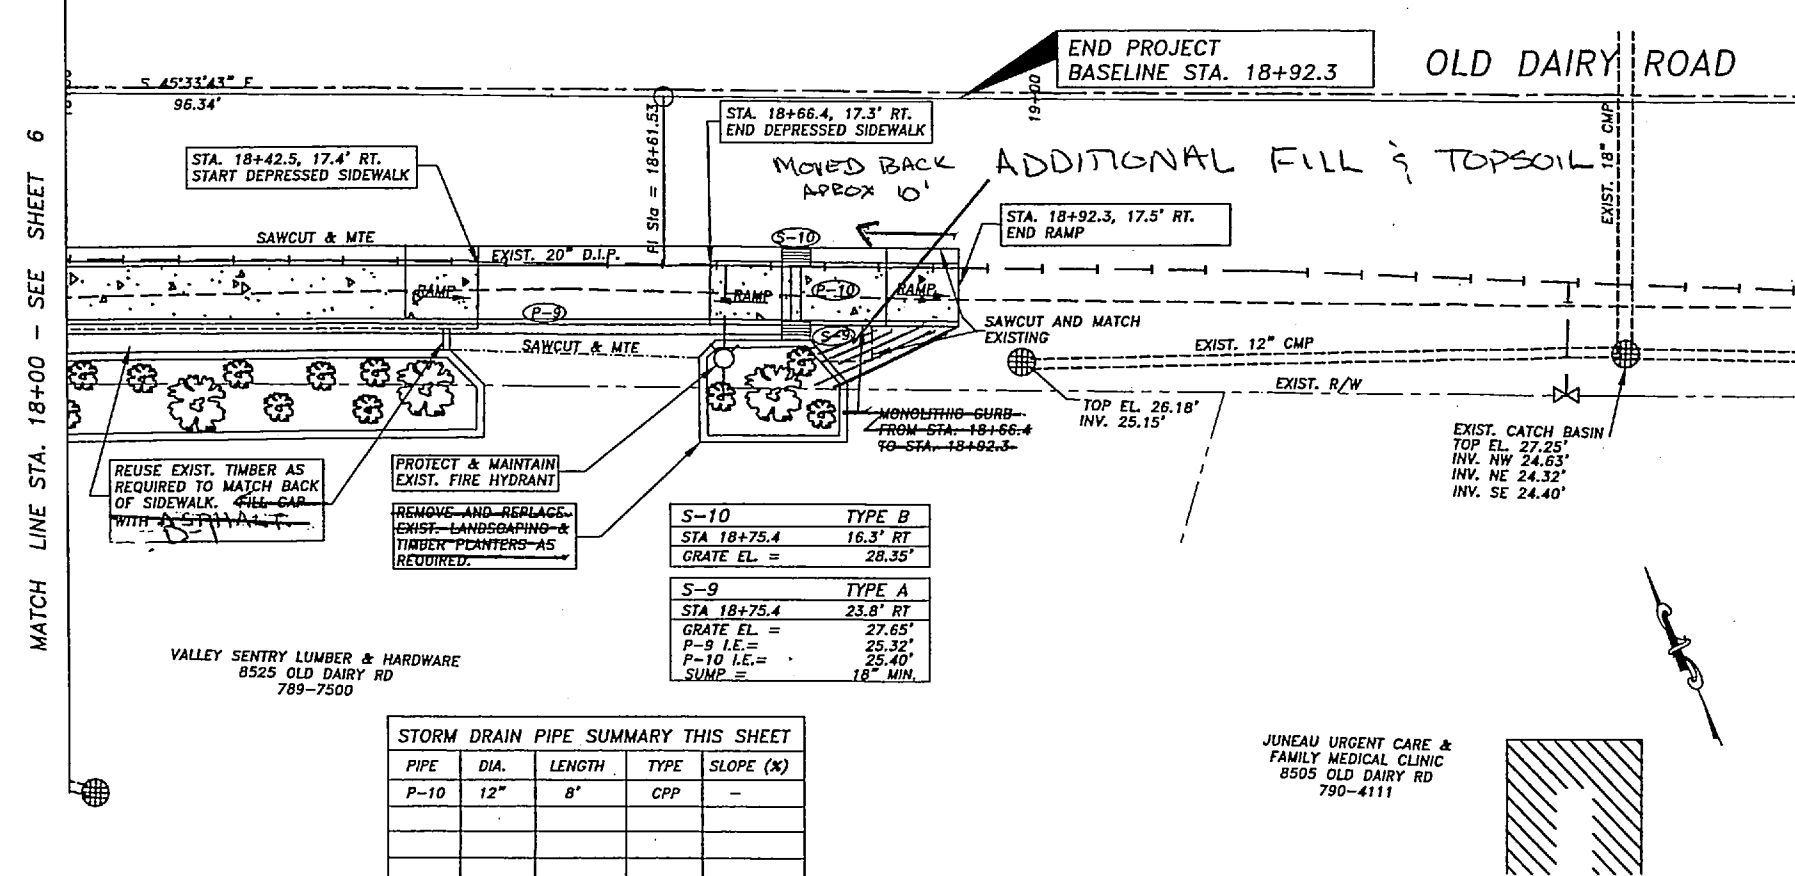 MATCH LINE STA. 18+00 - SEE SHEET 6
S 45°33'43" E
96.34'
END PROJECT
BASELINE STA. 18+92.3
OLD DAIRY ROAD
19+00
PI Sta = 18+61.53
STA. 18+66.4, 17.3' RT.
END DEPRESSED SIDEWALK
STA. 18+42.5, 17.4' RT.
START DEPRESSED SIDEWALK
MOVED BACK
APROX 10'
ADDITIONAL FILL & TOPSOIL
EXIST. 18" CMP
STA. 18+92.3, 17.5' RT.
END RAMP
SAWCUT & MTE
EXIST. 20" D.I.P.
S-10
RAMP
RAMP
P-10
RAMP
P-9
S-9
SAWCUT & MTE
SAWCUT AND MATCH
EXISTING
EXIST. 12" CMP
EXIST. R/W
TOP EL. 26.18'
INV. 25.15'
MONOLITHIC CURB
FROM STA. 18+66.4
TO STA. 18+92.3
EXIST. CATCH BASIN
TOP EL. 27.25'
INV. NW 24.63'
INV. NE 24.32'
INV. SE 24.40'
REUSE EXIST. TIMBER AS
REQUIRED TO MATCH BACK
OF SIDEWALK. FILL GAP
WITH ASPHALT
D-1
PROTECT & MAINTAIN
EXIST. FIRE HYDRANT
REMOVE AND REPLACE
EXIST. LANDSCAPING &
TIMBER PLANTERS AS
REQUIRED.
S-10 TYPE B
STA 18+75.4 16.3' RT
GRATE EL. = 28.35'
S-9 TYPE A
STA 18+75.4 23.8' RT
GRATE EL. = 27.65'
P-9 I.E.= 25.32'
P-10 I.E.= 25.40'
SUMP = 18" MIN.
VALLEY SENTRY LUMBER & HARDWARE
8525 OLD DAIRY RD
789-7500
STORM DRAIN PIPE SUMMARY THIS SHEET
PIPE DIA. LENGTH TYPE SLOPE (%)
P-10 12" 8' CPP -
JUNEAU URGENT CARE &
FAMILY MEDICAL CLINIC
8505 OLD DAIRY RD
790-4111